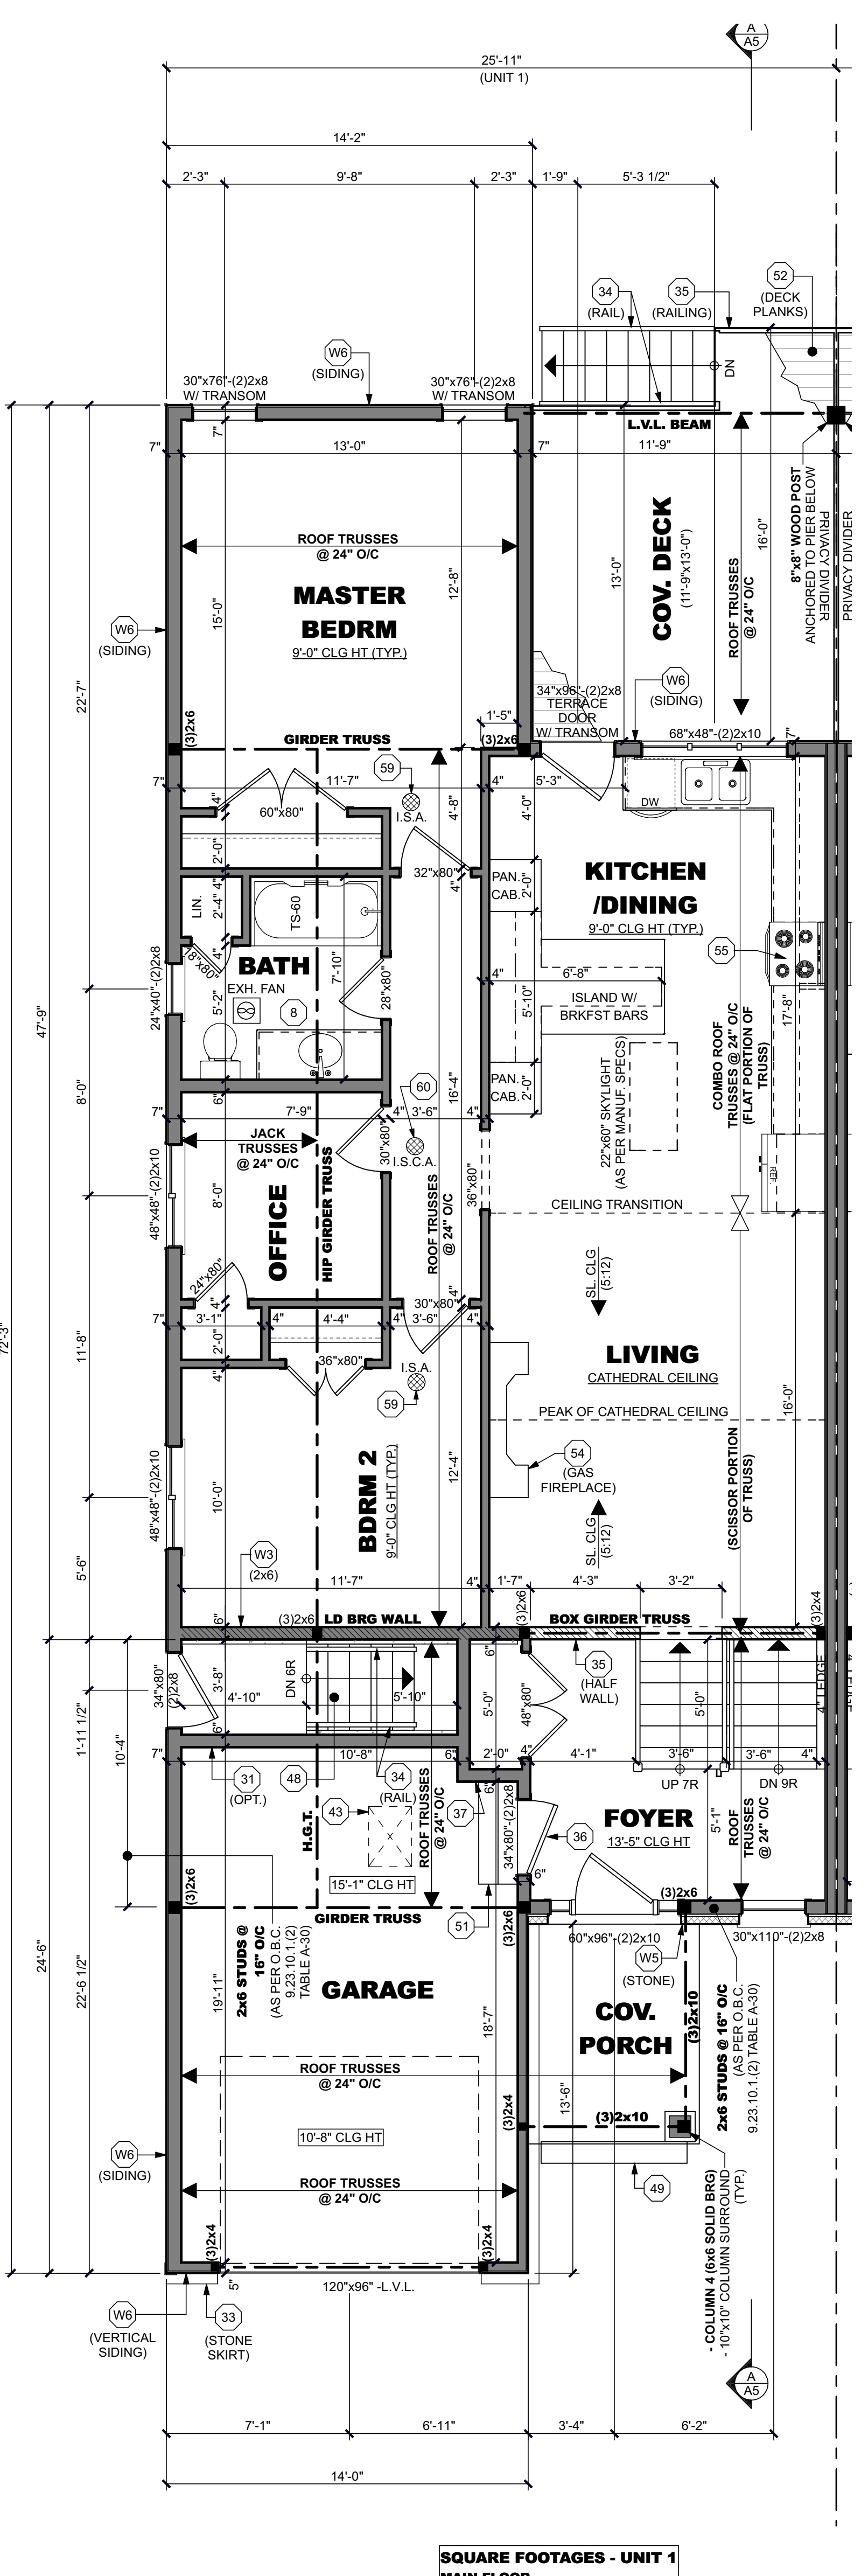 A
A5
25'-11"
(UNIT 1)
14'-2"
2'-3"
9'-8"
2'-3"
1'-9"
5'-3 1/2"
52
(DECK
PLANKS)
34
(RAIL)
35
(RAILING)
DN
W6
(SIDING)
30"x76"-(2)2x8
W/ TRANSOM
30"x76"-(2)2x8
W/ TRANSOM
L.V.L. BEAM
7"
7"
13'-0"
7"
11'-9"
8"x8" WOOD POST
ANCHORED TO PIER BELOW
PRIVACY DIVIDER
PRIVACY DIVIDER
ROOF TRUSSES
@ 24" O/C
COV. DECK
(11'-9"x13'-0")
16'-0"
13'-0"
ROOF TRUSSES
@ 24" O/C
15'-0"
12'-8"
MASTER
BEDRM
9'-0" CLG HT (TYP.)
W6
(SIDING)
22'-7"
W6
(SIDING)
34"x96"-(2)2x8
TERRACE
DOOR
W/ TRANSOM
68"x48"-(2)2x10
7"
1'-5"
(3)2x6
GIRDER TRUSS
(3)2x6
59
I.S.A.
7"
11'-7"
4"
5'-3"
4"
60"x80"
4'-8"
4'-0"
DW
2'-0"
32"x80"
4"
4"
4"
PAN.
CAB.
2'-0"
KITCHEN
/DINING
9'-0" CLG HT (TYP.)
LIN.
2'-4"
TS-60
18"x80"
4"
BATH
EXH. FAN
8
7'-10"
28"x80"
24"x40"-(2)2x8
5'-2"
55
4"
6'-8"
5'-10"
ISLAND W/
BRKFST BARS
17'-8"
47'-9"
8'-0"
COMBO ROOF
TRUSSES @ 24" O/C
(FLAT PORTION OF
TRUSS)
22"x60" SKYLIGHT
(AS PER MANUF. SPECS)
PAN.
CAB.
2'-0"
60
I.S.C.A.
16'-4"
6"
7"
7'-9"
4"
3'-6"
4"
JACK
TRUSSES
@ 24" O/C
30"x80"
36"x80"
REF.
48"x48"-(2)2x10
8'-0"
OFFICE
HIP GIRDER TRUSS
ROOF TRUSSES
@ 24" O/C
CEILING TRANSITION
SL. CLG
(5:12)
24"x80"
4"
30"x80"
4"
7"
3'-1"
4"
4'-4"
4"
3'-6"
4"
2'-0"
36"x80"
4"
I.S.A.
59
72'-3"
11'-8"
LIVING
CATHEDRAL CEILING
PEAK OF CATHEDRAL CEILING
16'-0"
54
(GAS
FIREPLACE)
(SCISSOR PORTION
OF TRUSS)
SL. CLG
(5:12)
48"x48"-(2)2x10
10'-0"
BDRM 2
9'-0" CLG HT (TYP.)
12'-4"
W3
(2x6)
5'-6"
11'-7"
4"
1'-7"
4'-3"
3'-2"
6"
(3)2x6
LD BRG WALL
(3)2x6
BOX GIRDER TRUSS
(3)2x4
6"
35
(HALF
WALL)
34"x80"
(2)2x8
3'-8"
DN 6R
4'-10"
5'-10"
5'-0"
48"x80"
5'-0"
4" LEDGE
1'-11 1/2"
10'-4"
6"
7"
10'-8"
6"
2'-0"
4"
4'-1"
3'-6"
3'-6"
4"
UP 7R
DN 9R
31
(OPT.)
48
34
(RAIL)
6"
43
X
37
34"x80"-(2)2x8
36
FOYER
13'-5" CLG HT
5'-1"
ROOF
TRUSSES
@ 24" O/C
H.G.T.
ROOF TRUSSES
@ 24" O/C
15'-1" CLG HT
6"
(3)2x6
(3)2x6
GIRDER TRUSS
51
(3)2x6
60"x96"-(2)2x10
30"x110"-(2)2x8
W5
(STONE)
24'-6"
22'-6 1/2"
19'-11"
2x6 STUDS @
16" O/C
(AS PER O.B.C.
9.23.10.1.(2)
TABLE A-30)
GARAGE
18'-7"
COV.
PORCH
(3)2x10
2x6 STUDS @ 16" O/C
(AS PER O.B.C.
9.23.10.1.(2) TABLE A-30)
ROOF TRUSSES
@ 24" O/C
13'-6"
(3)2x4
(3)2x10
10'-8" CLG HT
W6
(SIDING)
ROOF TRUSSES
@ 24" O/C
49
- COLUMN 4 (6x6 SOLID BRG)
- 10"x10" COLUMN SURROUND
(TYP.)
(3)2x4
(3)2x4
5"
120"x96" -L.V.L.
W6
(VERTICAL
SIDING)
33
(STONE
SKIRT)
A
A5
7'-1"
6'-11"
3'-4"
6'-2"
14'-0"
SQUARE FOOTAGES - UNIT 1